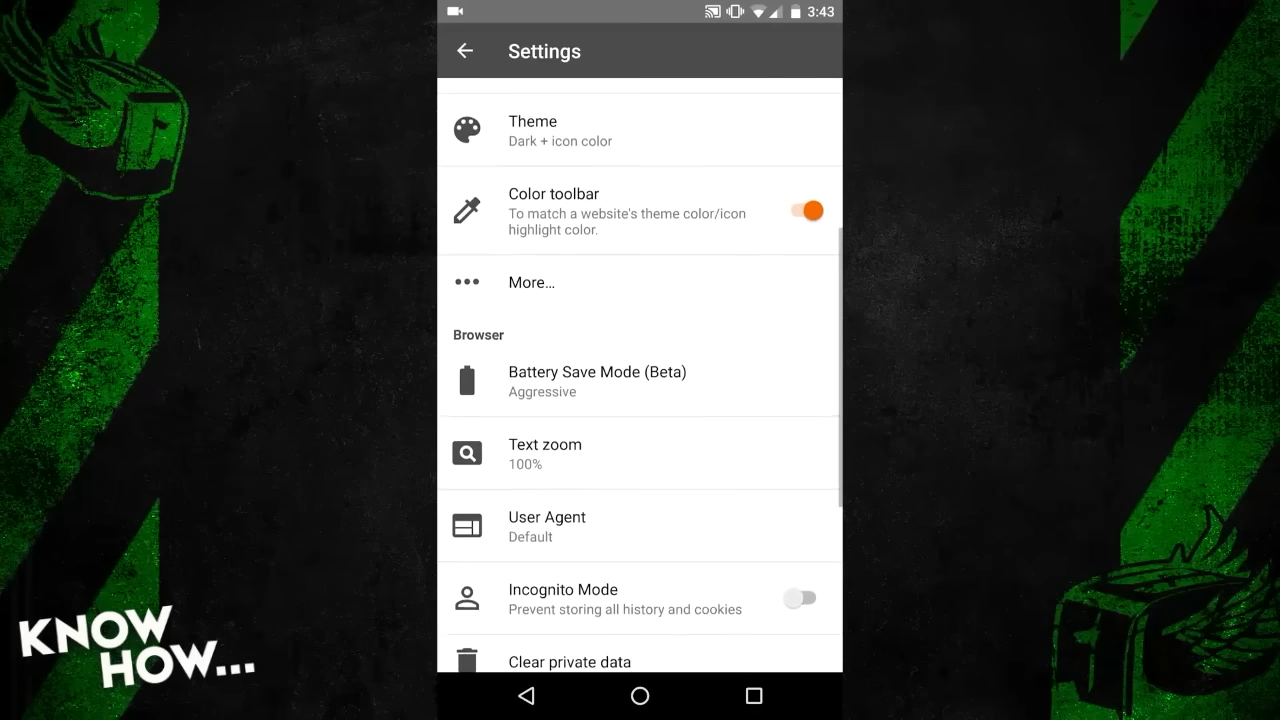 3:43
Settings
Theme
Dark + icon color
Color toolbar
To match a website's theme color/icon
highlight color.
More...
Browser
Battery Save Mode (Beta)
Aggressive
Text zoom
100%
User Agent
Default
Incognito Mode
Prevent storing all history and cookies
Clear private data
KNOW
HOW...